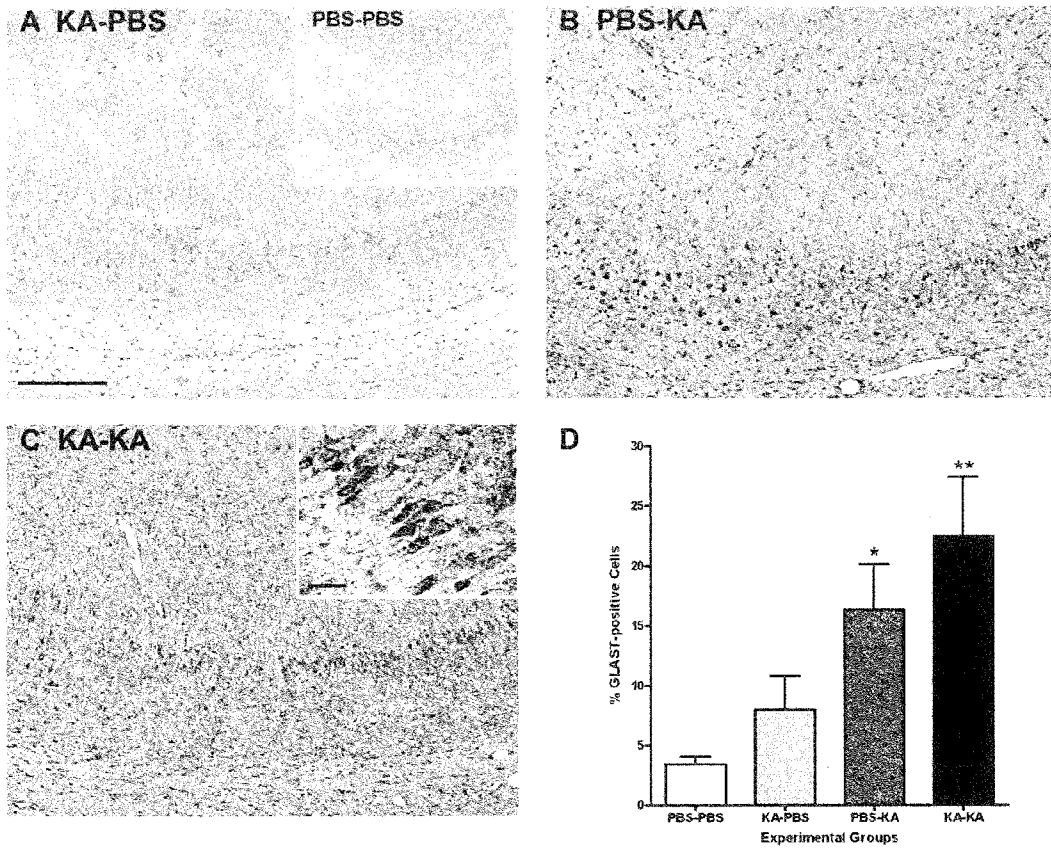 A KA-PBS
PBS-PBS
B PBS-KA
C KA-KA
D
30
25
20
15
10
5
0
% GLAST-positive Cells
*
**
PBS-PBS
KA-PBS
PBS-KA
KA-KA
Experimental Groups